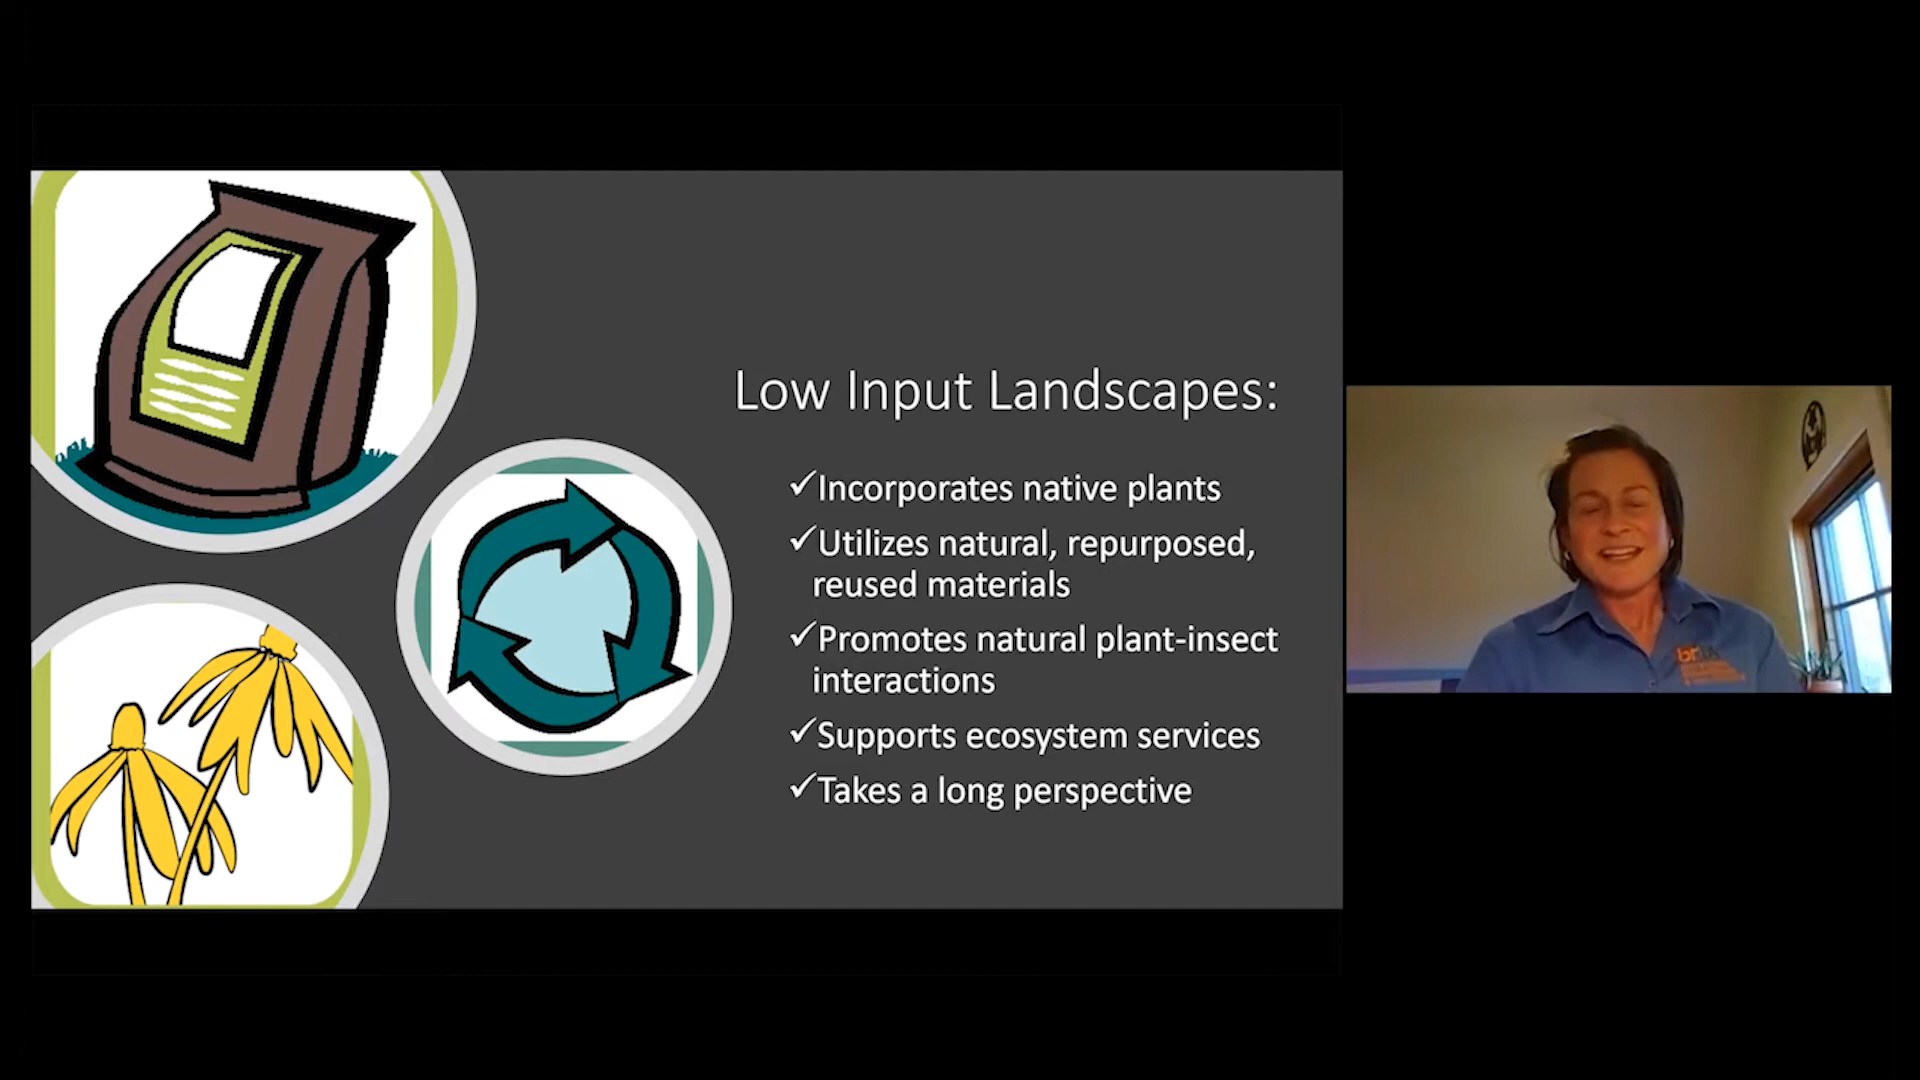 Low Input Landscapes:
✓Incorporates native plants
✓Utilizes natural, repurposed,
reused materials
✓Promotes natural plant-insect
interactions
✓Supports ecosystem services
✓Takes a long perspective